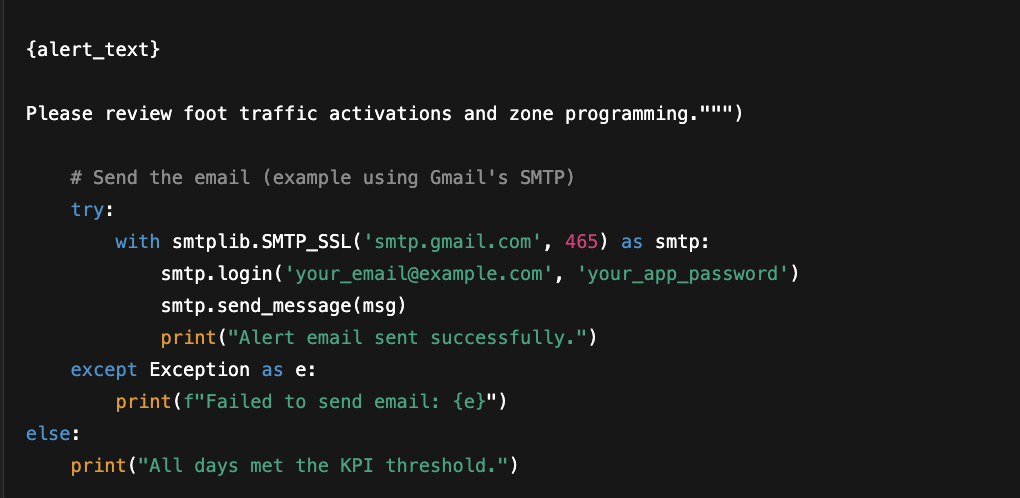 {alert_text}
Please review foot traffic activations and zone programming.""")
# Send the email (example using Gmail's SMTP)
try:
with smtplib.SMTP_SSL('smtp.gmail.com', 465) as smtp:
smtp.login('your_email@example.com', 'your_app_password')
smtp.send_message(msg)
print("Alert email sent successfully.")
except Exception as e:
print(f"Failed to send email: {e}")
else:
print("All days met the KPI threshold.")